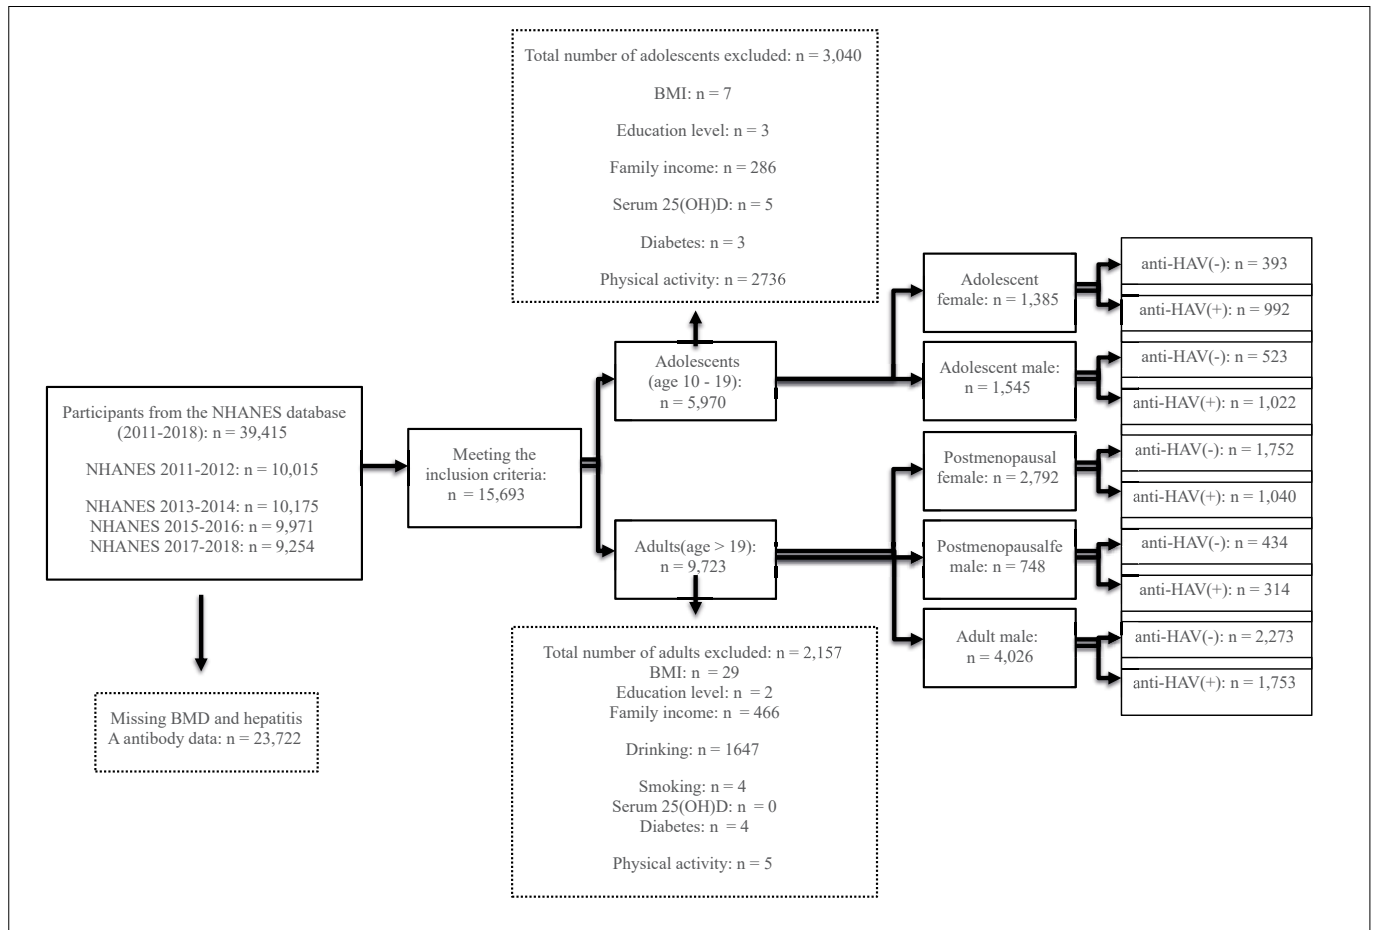 Total number of adolescents excluded: n = 3,040
BMI: n = 7
Education level: n = 3
Family income: n = 286
Serum 25(OH)D: n = 5
Diabetes: n = 3
Physical activity: n = 2736
Participants from the NHANES database
(2011-2018): n = 39,415
NHANES 2011-2012: n = 10,015
NHANES 2013-2014: n = 10,175
NHANES 2015-2016: n = 9,971
NHANES 2017-2018: n = 9,254
Missing BMD and hepatitis
A antibody data: n = 23,722
Meeting the
inclusion criteria:
n = 15,693
Adolescents
(age 10 - 19):
n = 5,970
Adults(age > 19):
n = 9,723
Total number of adults excluded: n = 2,157
BMI: n = 29
Education level: n = 2
Family income: n = 466
Drinking: n = 1647
Smoking: n = 4
Serum 25(OH)D: n = 0
Diabetes: n = 4
Physical activity: n = 5
Adolescent
female: n = 1,385
Adolescent male:
n = 1,545
Postmenopausal
female: n = 2,792
Postmenopausalfe
male: n = 748
Adult male:
n = 4,026
anti-HAV(-): n = 393
anti-HAV(+): n = 992
anti-HAV(-): n = 523
anti-HAV(+): n = 1,022
anti-HAV(-): n = 1,752
anti-HAV(+): n = 1,040
anti-HAV(-): n = 434
anti-HAV(+): n = 314
anti-HAV(-): n = 2,273
anti-HAV(+): n = 1,753